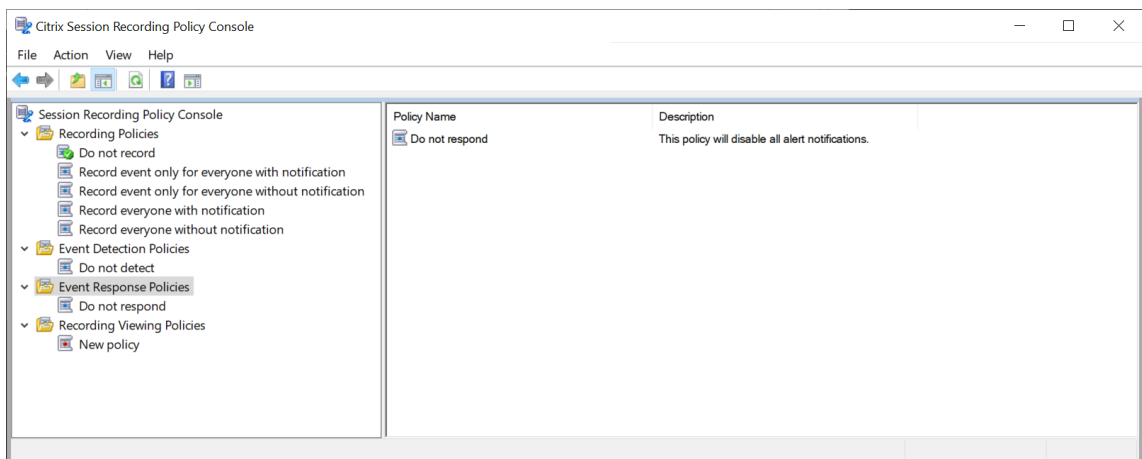 Citrix Session Recording Policy Console
File Action View Help
Session Recording Policy Console
Recording Policies
Do not record
Record event only for everyone with notification
Record event only for everyone without notification
Record everyone with notification
Record everyone without notification
Event Detection Policies
Do not detect
Event Response Policies
Do not respond
Recording Viewing Policies
New policy
Policy Name Description
Do not respond This policy will disable all alert notifications.